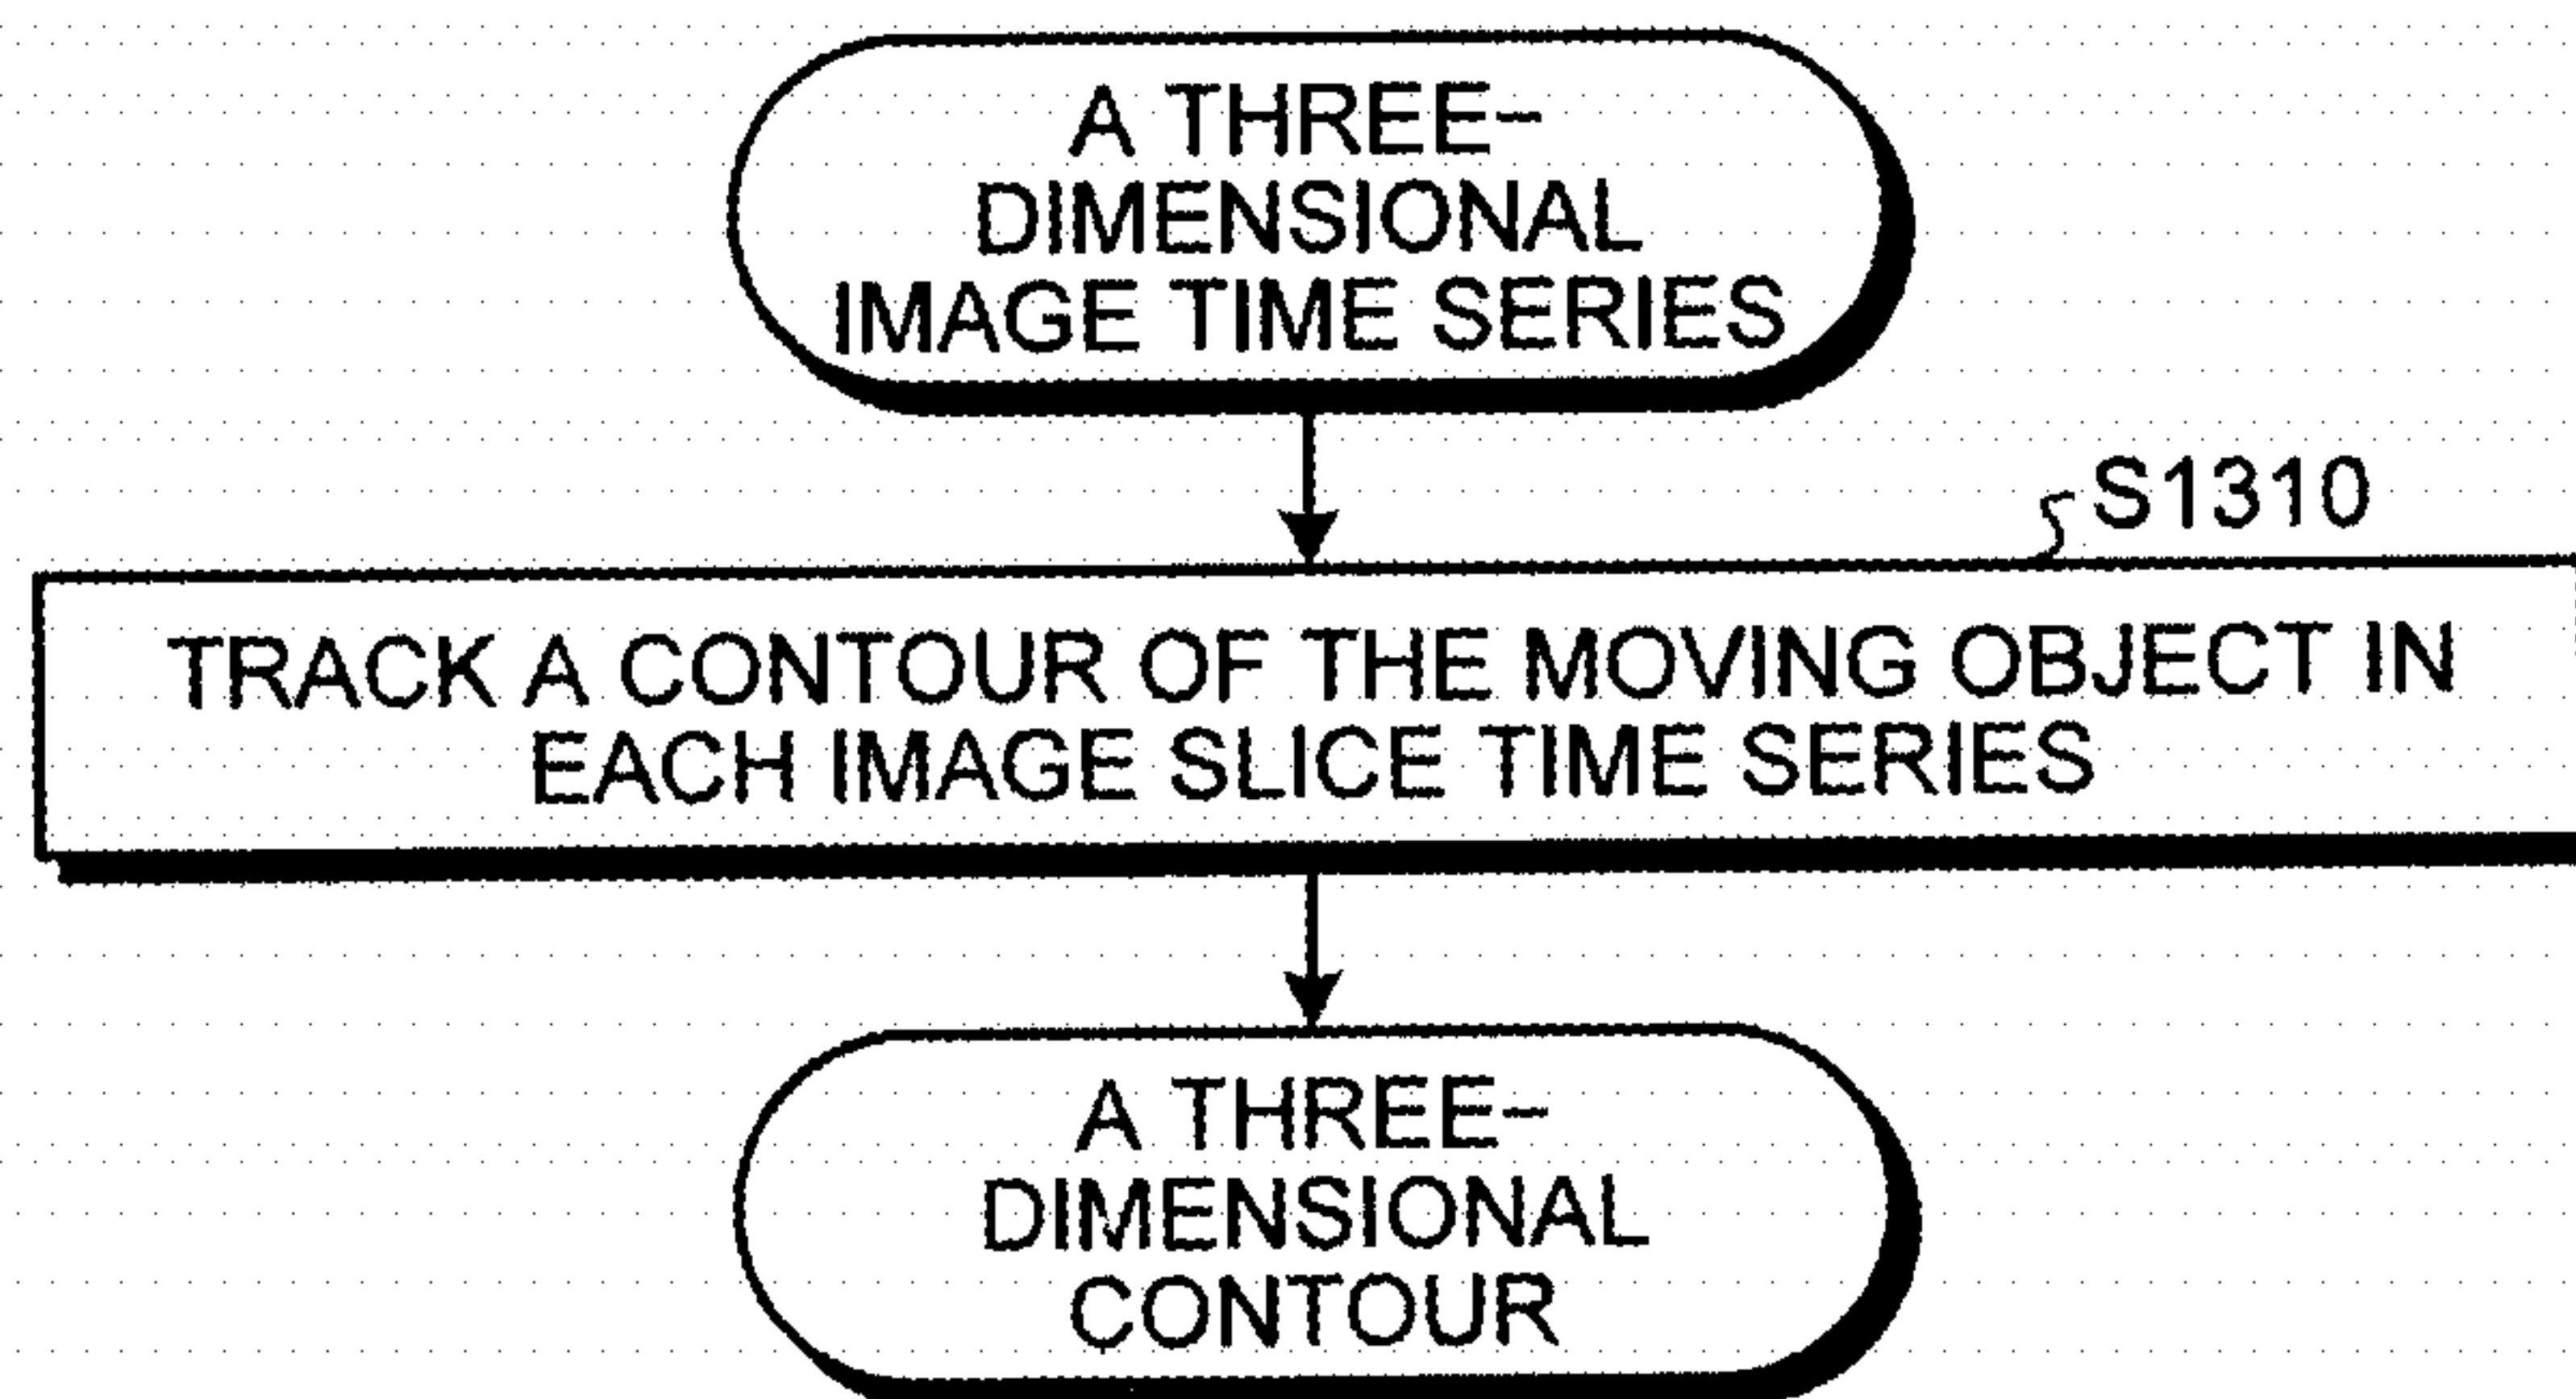 A THREE-
DIMENSIONAL
IMAGE TIME SERIES
S1310
TRACK A CONTOUR OF THE MOVING OBJECT IN
EACH IMAGE SLICE TIME SERIES
A THREE-
DIMENSIONAL
CONTOUR